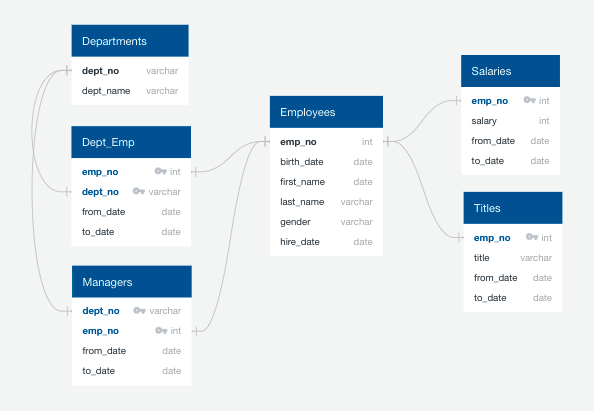 Departments
dept_no varchar
dept_name varchar
Dept_Emp
emp_no int
dept_no varchar
from_date date
to_date date
Managers
dept_no varchar
emp_no int
from_date date
to_date date
Employees
emp_no int
birth_date date
first_name date
last_name varchar
gender varchar
hire_date date
Salaries
emp_no int
salary int
from_date date
to_date date
Titles
emp_no int
title varchar
from_date date
to_date date